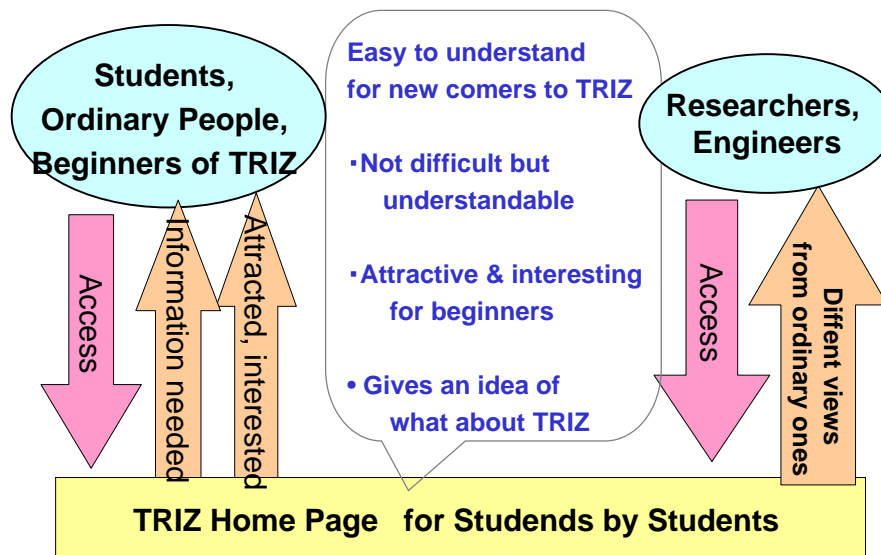 Students,
Ordinary People,
Beginners of TRIZ
Access
Information needed
Attracted, interested
Easy to understand
for new comers to TRIZ
・Not difficult but
understandable
・Attractive & interesting
for beginners
• Gives an idea of
what about TRIZ
Researchers,
Engineers
Access
Diffent views
from ordinary ones
TRIZ Home Page for Studends by Students